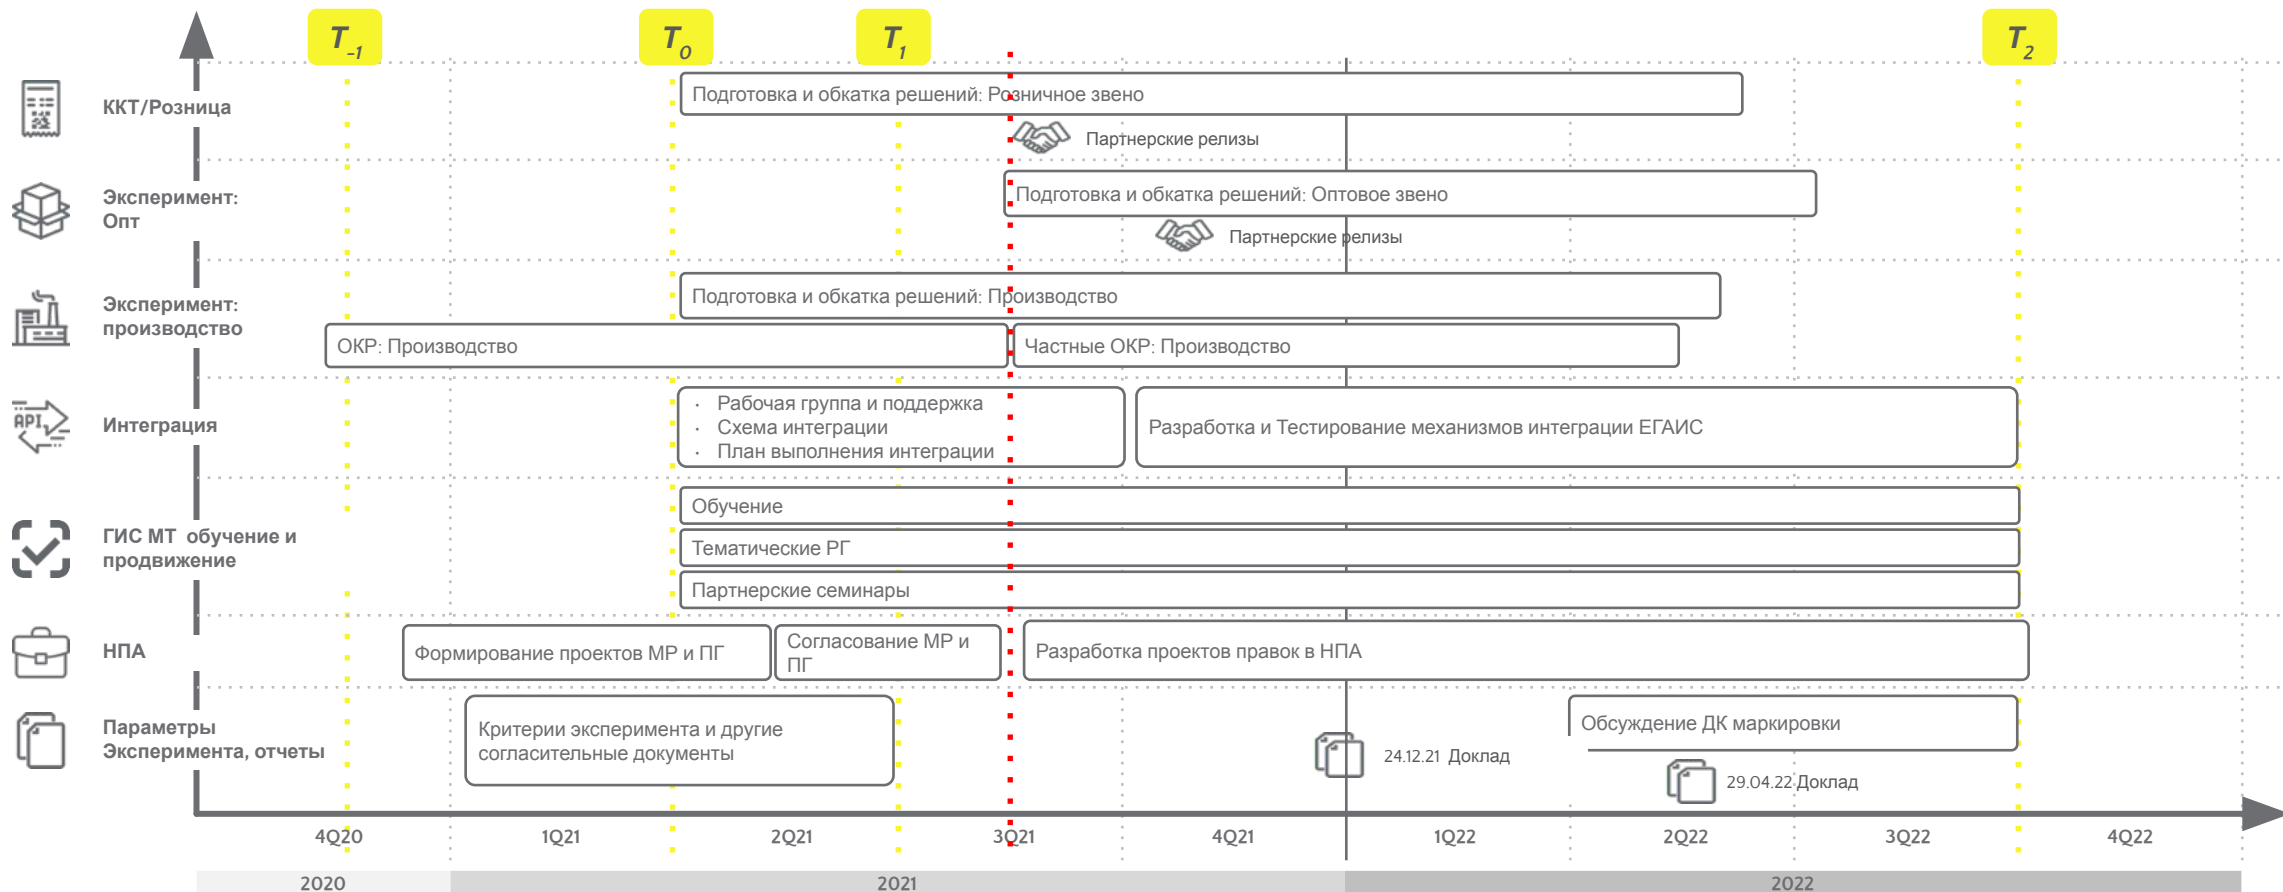 T-1
T0
T1
T2
ККТ/Розница
Подготовка и обкатка решений: Розничное звено
Партнерские релизы
Эксперимент:
Опт
Подготовка и обкатка решений: Оптовое звено
Партнерские релизы
Эксперимент:
производство
Подготовка и обкатка решений: Производство
ОКР: Производство
Частные ОКР: Производство
API
Интеграция
· Рабочая группа и поддержка
· Схема интеграции
· План выполнения интеграции
Разработка и Тестирование механизмов интеграции ЕГАИС
ГИС МТ обучение и
продвижение
Обучение
Тематические РГ
Партнерские семинары
НПА
Формирование проектов МР и ПГ
Согласование МР и
ПГ
Разработка проектов правок в НПА
Параметры
Эксперимента, отчеты
Критерии эксперимента и другие
согласительные документы
24.12.21 Доклад
Обсуждение ДК маркировки
29.04.22 Доклад
4Q20
1Q21
2Q21
3Q21
4Q21
1Q22
2Q22
3Q22
4Q22
2020
2021
2022